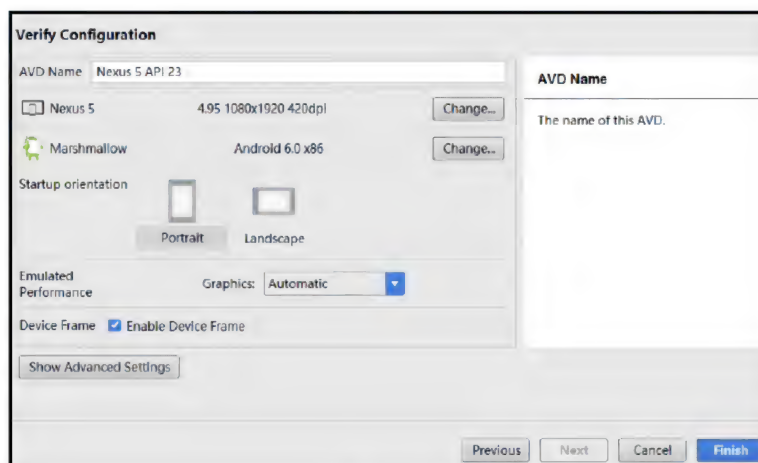 Verify Configuration
AVD Name Nexus 5 API 23
Nexus 5 4.95 1080x1920 420dpi Change...
Marshmallow Android 6.0 x86 Change...
Startup orientation
Portrait Landscape
Emulated
Performance Graphics: Automatic
Device Frame Enable Device Frame
Show Advanced Settings
AVD Name
The name of this AVD.
Previous Next Cancel Finish